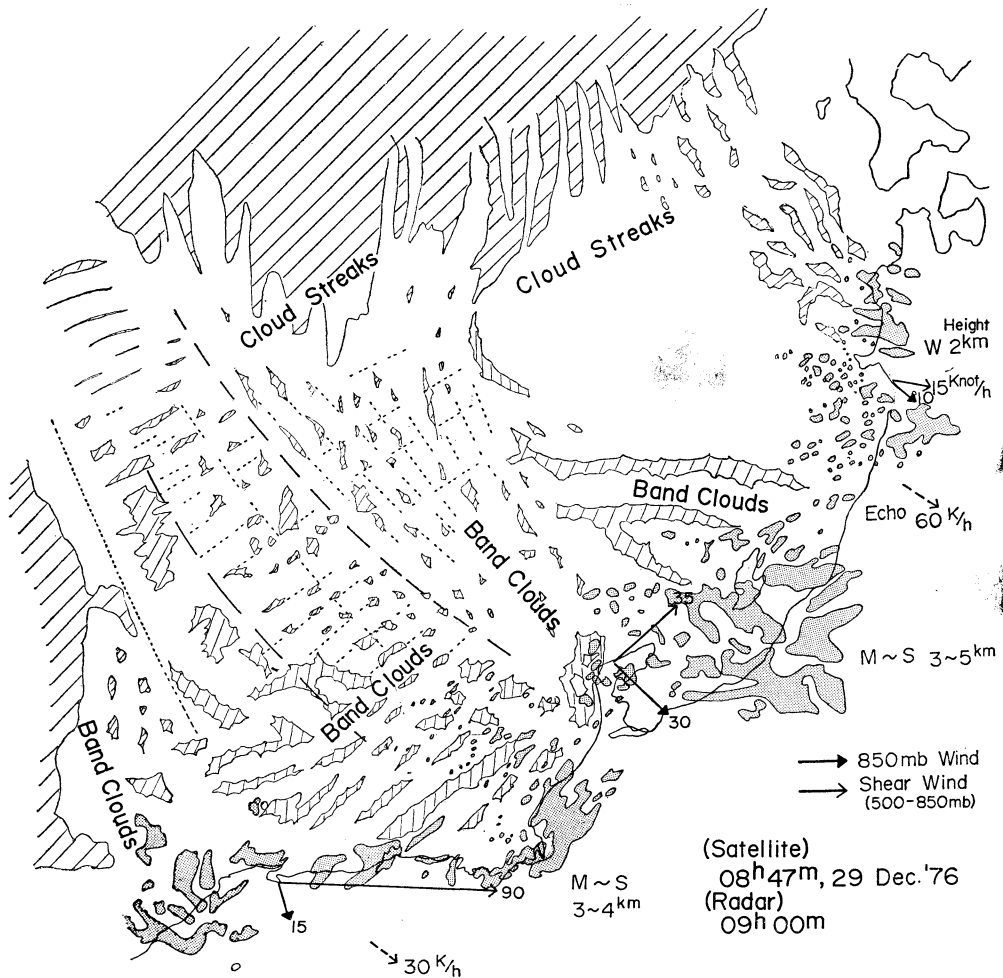 Cloud Streaks
Cloud Streaks
Height
W 2km
15Knot/h
10
Band Clouds
Echo 60 K/h
Band Clouds
35
M~S 3~5km
30
Band Clouds
Band Clouds
850mb Wind
Shear Wind
(500-850mb)
(Satellite)
08h47m, 29 Dec.'76
(Radar)
09h 00m
M~S
3~4km
90
15
30 K/h